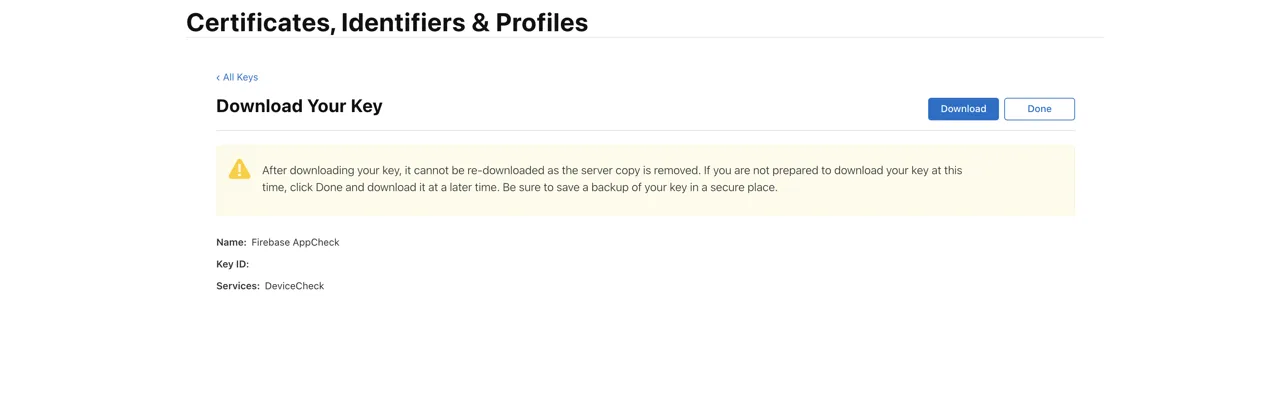 Certificates, Identifiers & Profiles
‹ All Keys
Download Your Key
Download
Done
After downloading your key, it cannot be re-downloaded as the server copy is removed. If you are not prepared to download your key at this
time, click Done and download it at a later time. Be sure to save a backup of your key in a secure place.
Name: Firebase AppCheck
Key ID:
Services: DeviceCheck